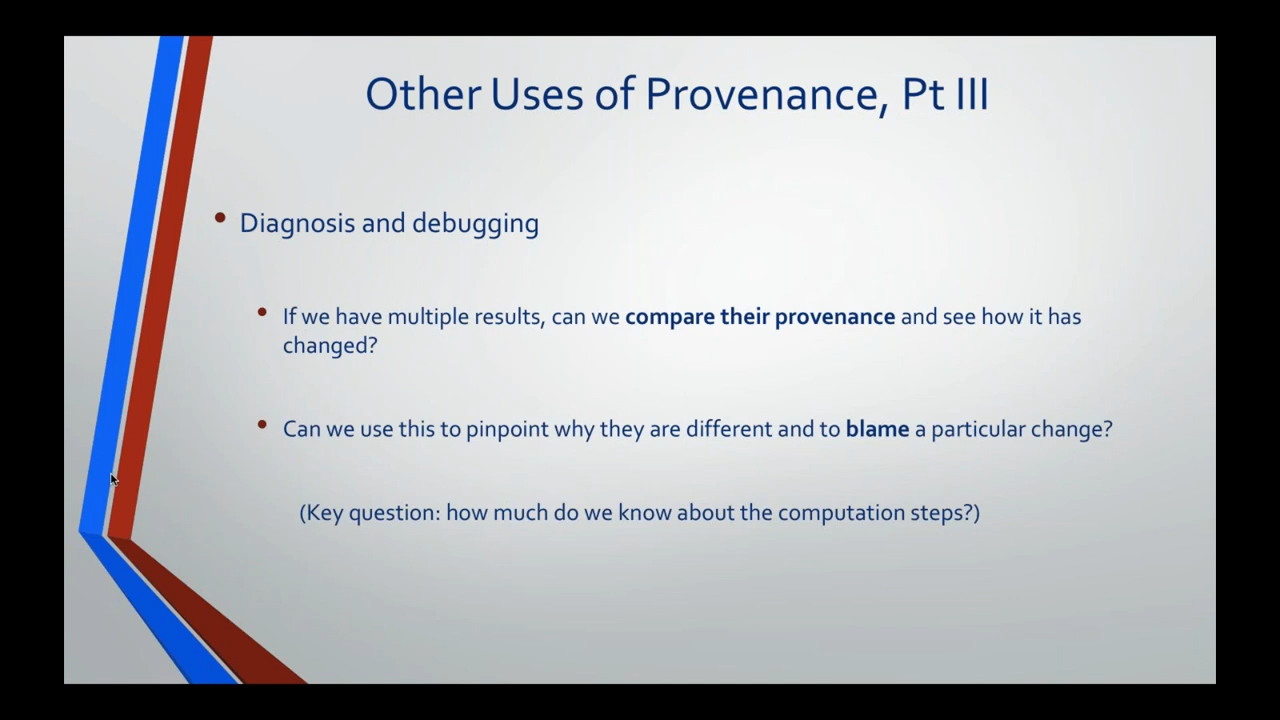 Other Uses of Provenance, Pt III
• Diagnosis and debugging
• If we have multiple results, can we compare their provenance and see how it has
changed?
• Can we use this to pinpoint why they are different and to blame a particular change?
(Key question: how much do we know about the computation steps?)